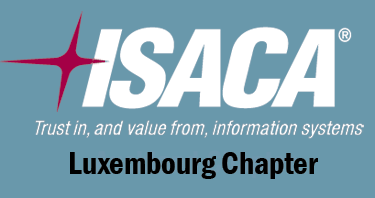 ISACA®
Trust in, and value from, information systems
Luxembourg Chapter